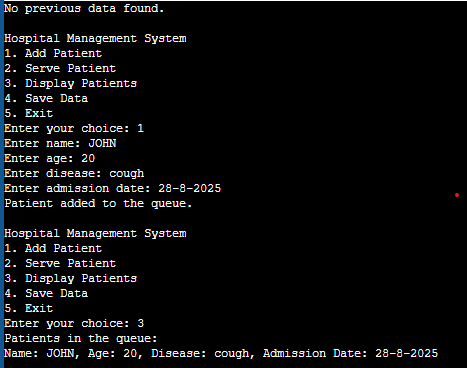 No previous data found.
Hospital Management System
1. Add Patient
2. Serve Patient
3. Display Patients
4. Save Data
5. Exit
Enter your choice: 1
Enter name: JOHN
Enter age: 20
Enter disease: cough
Enter admission date: 28-8-2025
Patient added to the queue.
Hospital Management System
1. Add Patient
2. Serve Patient
3. Display Patients
4. Save Data
5. Exit
Enter your choice: 3
Patients in the queue:
Name: JOHN, Age: 20, Disease: cough, Admission Date: 28-8-2025